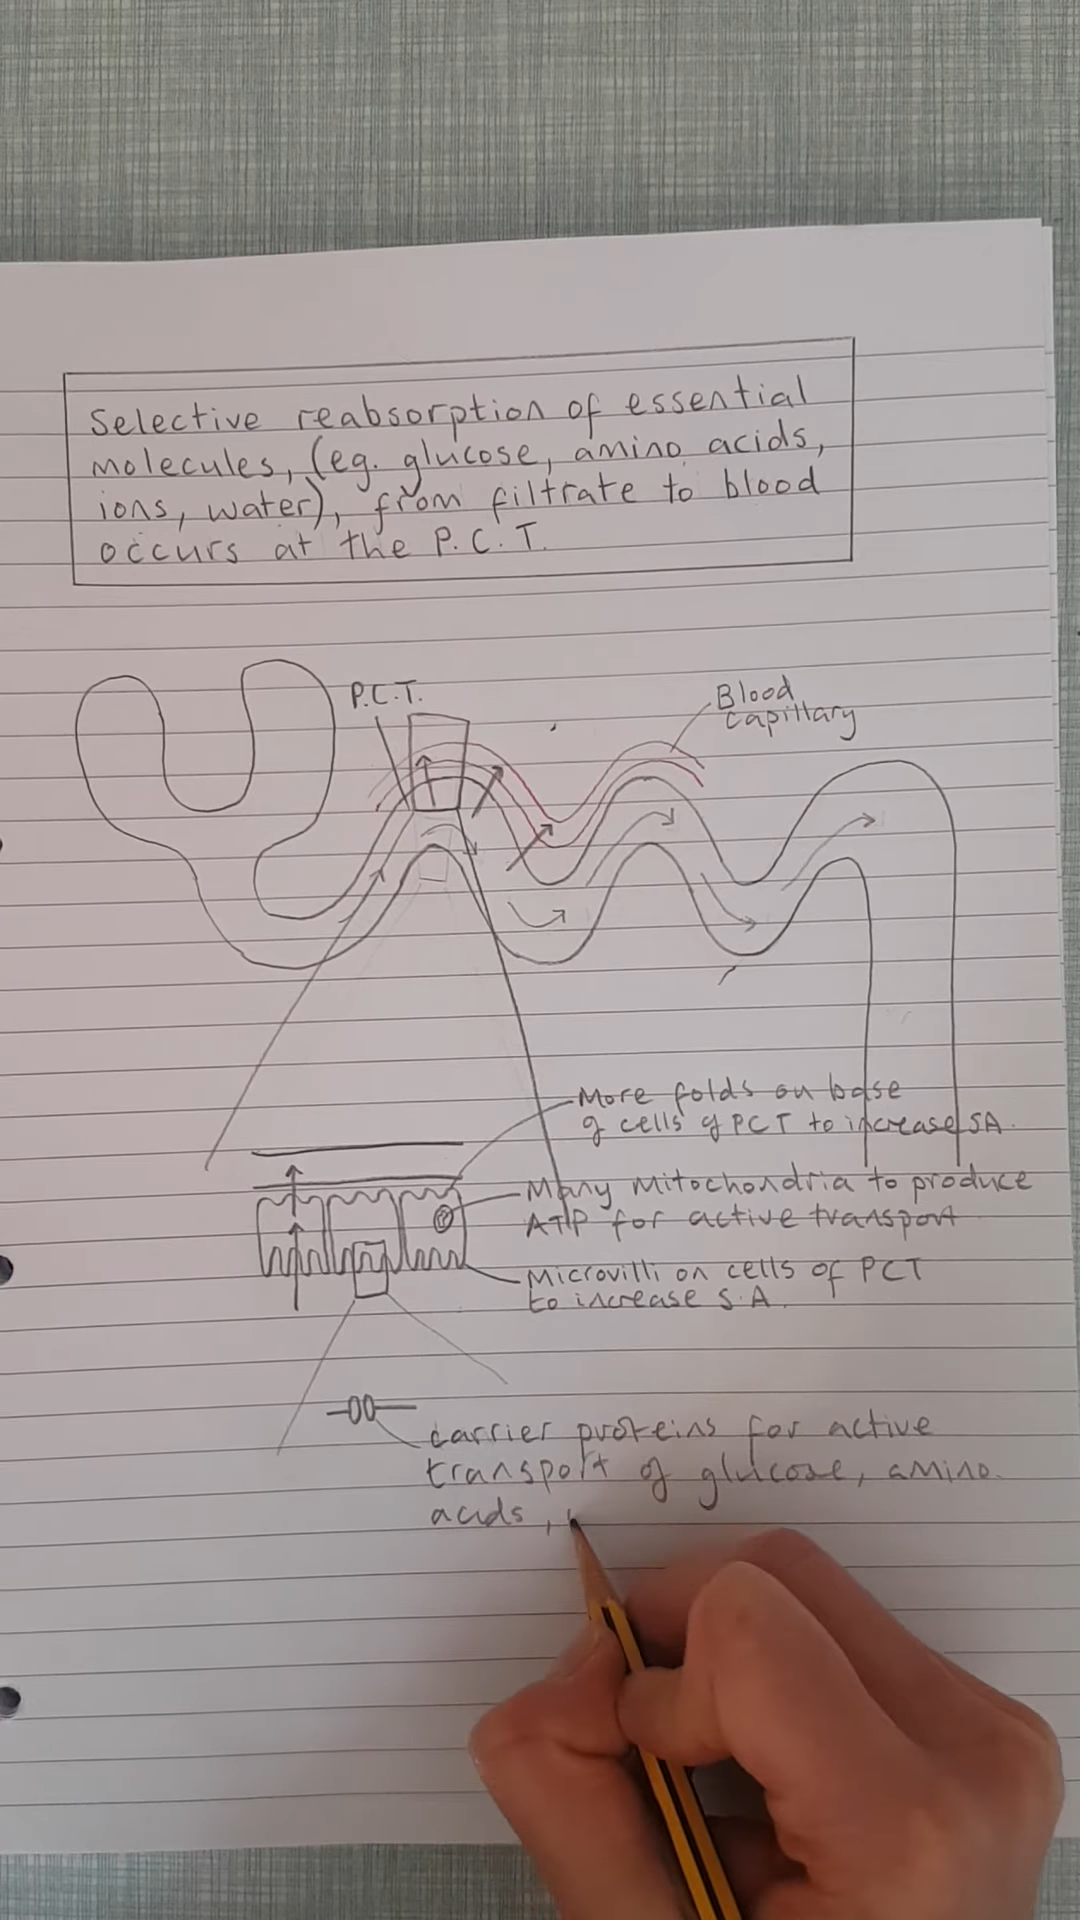 Selective reabsorption of essential
molecules, (eg. glucose, amino acids,
ions, water), from filtrate to blood
occurs at the P.C.T.
P.C.T.
Blood
capillary
More folds on base
of cells of PCT to increase SA.
Many mitochondria to produce
ATP for active transport
Microvilli on cells of PCT
to increase S.A.
carrier proteins for active
transport of glucose, amino
acids,